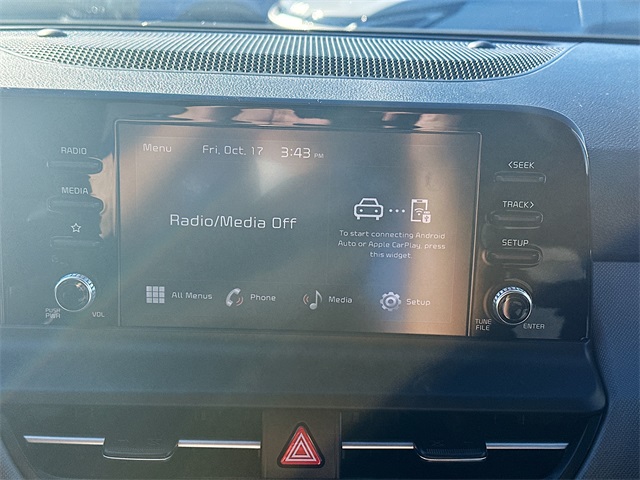 RADIO
MEDIA
PUSH PWR
VOL
Menu
Fri, Oct. 17
3:43 PM
Radio/Media Off
To start connecting Android
Auto or Apple CarPlay, press
this widget.
All Menus
Phone
Media
Setup
<SEEK
TRACK>
SETUP
TUNE
FILE
ENTER